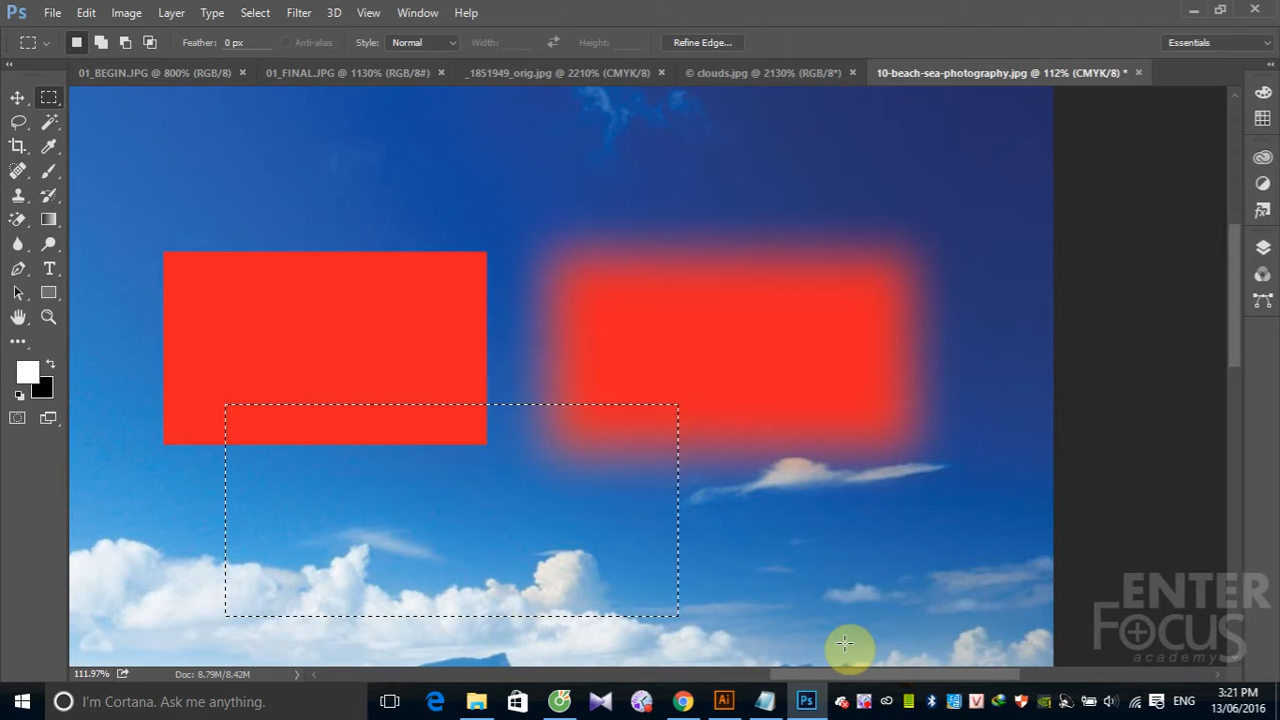 Ps File Edit Image Layer Type Select Filter 3D View Window Help
Feather: 0 px Anti-alias Style: Normal Width: Height: Refine Edge... Essentials
01_BEGIN.JPG @ 800% (RGB/8) × 01_FINAL.JPG @ 1130% (RGB/8#) × _1851949_orig.jpg @ 2210% (CMYK/8) × © clouds.jpg @ 2130% (RGB/8*) × 10-beach-sea-photography.jpg @ 112% (CMYK/8) * ×
ENTER
FOCUS
academy
111.97% Doc: 8.79M/8.42M
I'm Cortana. Ask me anything.
Ai Ps ENG
3:21 PM
13/06/2016